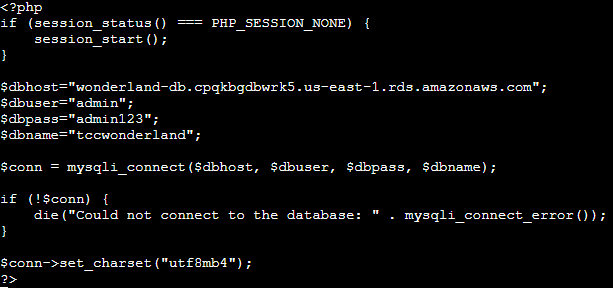 <?php
if (session_status() === PHP_SESSION_NONE) {
    session_start();
}

$dbhost="wonderland-db.cpqkbgdbwrk5.us-east-1.rds.amazonaws.com";
$dbuser="admin";
$dbpass="admin123";
$dbname="tccwonderland";

$conn = mysqli_connect($dbhost, $dbuser, $dbpass, $dbname);

if (!$conn) {
    die("Could not connect to the database: " . mysqli_connect_error());
}

$conn->set_charset("utf8mb4");
?>